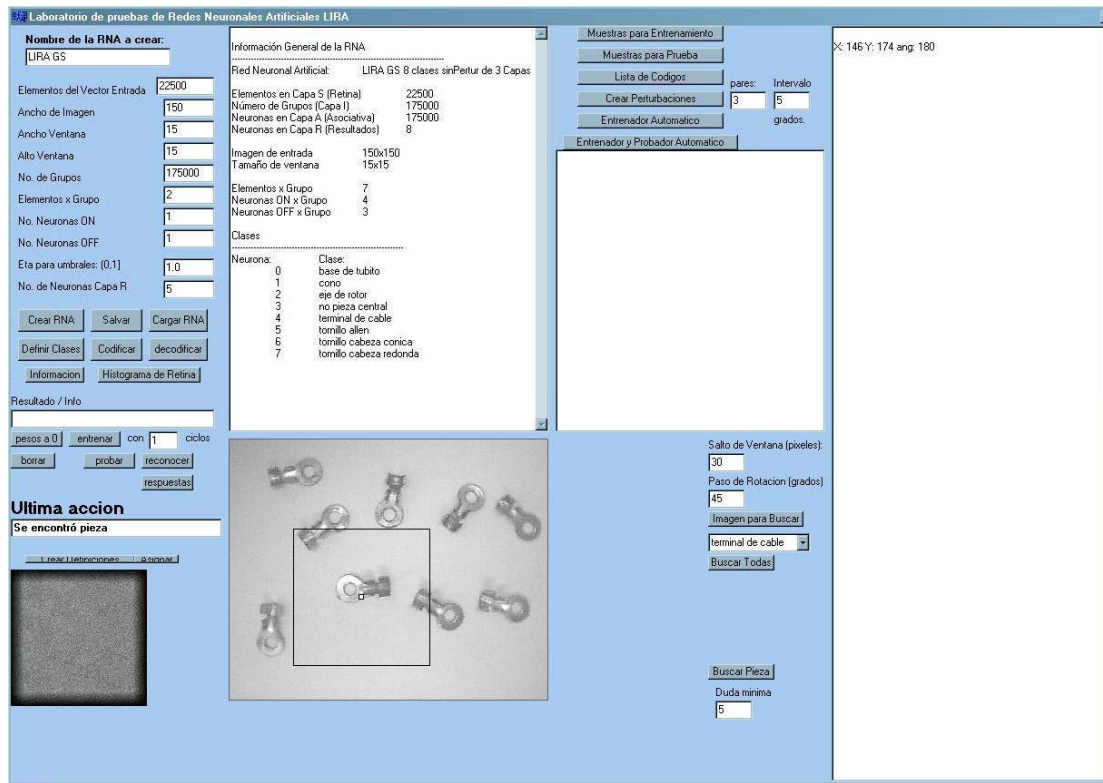 Laboratorio de pruebas de Redes Neuronales Artificiales LIRA
Nombre de la RNA a crear:
LIRA GS
Elementos del Vector Entrada 22500
Ancho de Imagen 150
Ancho Ventana 15
Alto Ventana 15
No. de Grupos 175000
Elementos x Grupo 2
No. Neuronas ON 1
No. Neuronas OFF 1
Eta para umbrales: (0,1] 1.0
No. de Neuronas Capa R 5
Crear RNA Salvar Cargar RNA
Definir Clases Codificar decodificar
Informacion Histograma de Retina
Resultado / Info
pesos a 0 entrenar con 1 ciclos
borrar probar reconocer
respuestas
Ultima accion
Se encontró pieza
Crear Definiciones Asignar
Información General de la RNA
Red Neuronal Artificial: LIRA GS 8 clases sinPertur de 3 Capas
Elementos en Capa S (Retina) 22500
Número de Grupos (Capa I) 175000
Neuronas en Capa A (Asociativa) 175000
Neuronas en Capa R (Resultados) 8
Imagen de entrada 150x150
Tamaño de ventana 15x15
Elementos x Grupo 7
Neuronas ON x Grupo 4
Neuronas OFF x Grupo 3
Clases
Neurona: Clase:
0 base de tubito
1 cono
2 eje de rotor
3 no pieza central
4 terminal de cable
5 tornillo allen
6 tornillo cabeza conica
7 tornillo cabeza redonda
Muestras para Entrenamiento
Muestras para Prueba
Lista de Codigos
Crear Perturbaciones
Entrenador Automatico
Entrenador y Probador Automatico
pares: Intervalo
3 5
grados.
Salto de Ventana (pixeles):
30
Paso de Rotacion (grados)
45
Imagen para Buscar
terminal de cable
Buscar Todas
Buscar Pieza
Duda minima
5
X: 146 Y: 174 ang: 180